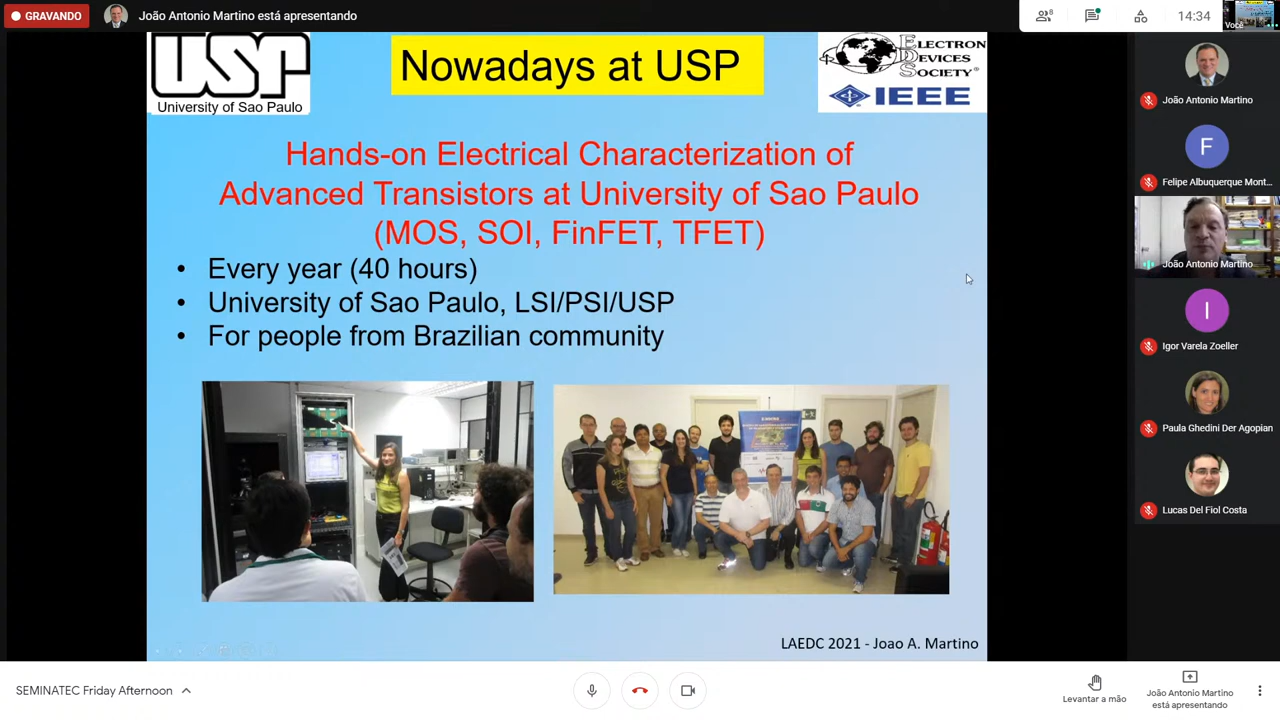 GRAVANDO
João Antonio Martino está apresentando
8
14:34
Você
USP
University of Sao Paulo
Nowadays at USP
ELECTRON
DEVICES
SOCIETY®
IEEE
Hands-on Electrical Characterization of
Advanced Transistors at University of Sao Paulo
(MOS, SOI, FinFET, TFET)
• Every year (40 hours)
• University of Sao Paulo, LSI/PSI/USP
• For people from Brazilian community
LAEDC 2021 - Joao A. Martino
João Antonio Martino
F
Felipe Albuquerque Mont...
João Antonio Martino
I
Igor Varela Zoeller
Paula Ghedini Der Agopian
Lucas Del Fiol Costa
SEMINATEC Friday Afternoon
Levantar a mão
João Antonio Martino
está apresentando